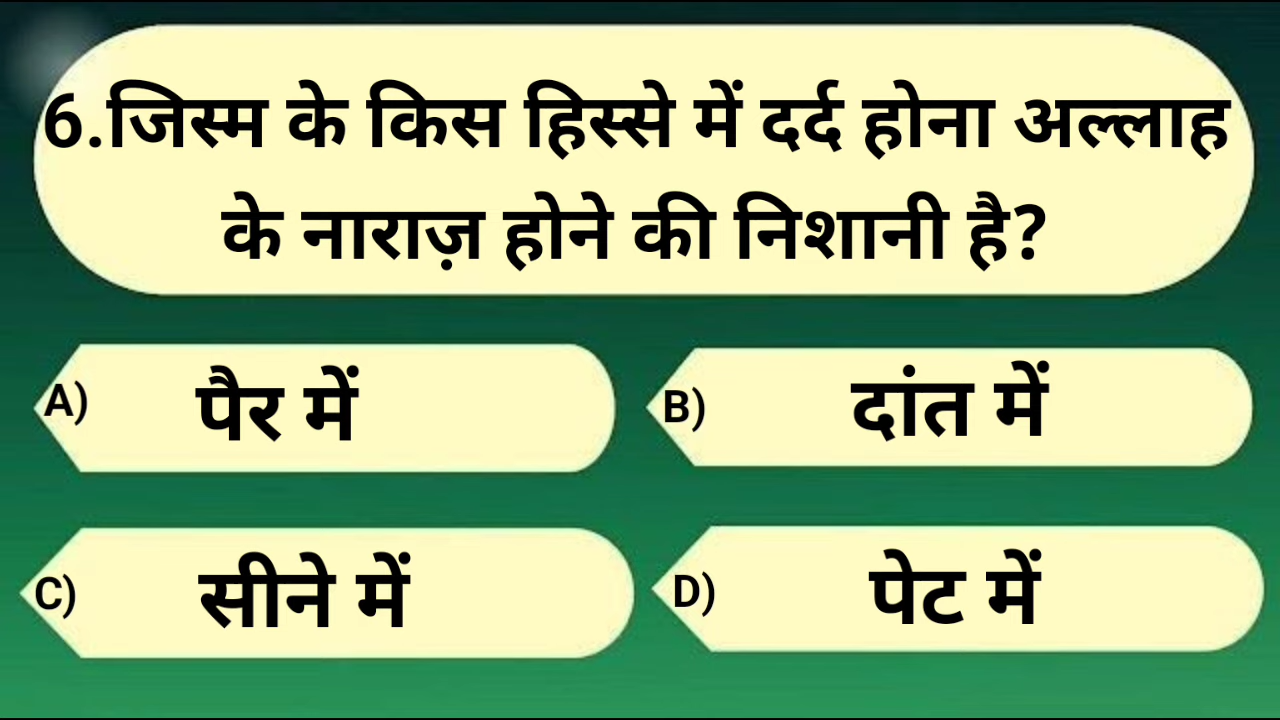 6.जिस्म के किस हिस्से में दर्द होना अल्लाह
के नाराज़ होने की निशानी है?
A) पैर में
B) दांत में
C) सीने में
D) पेट में